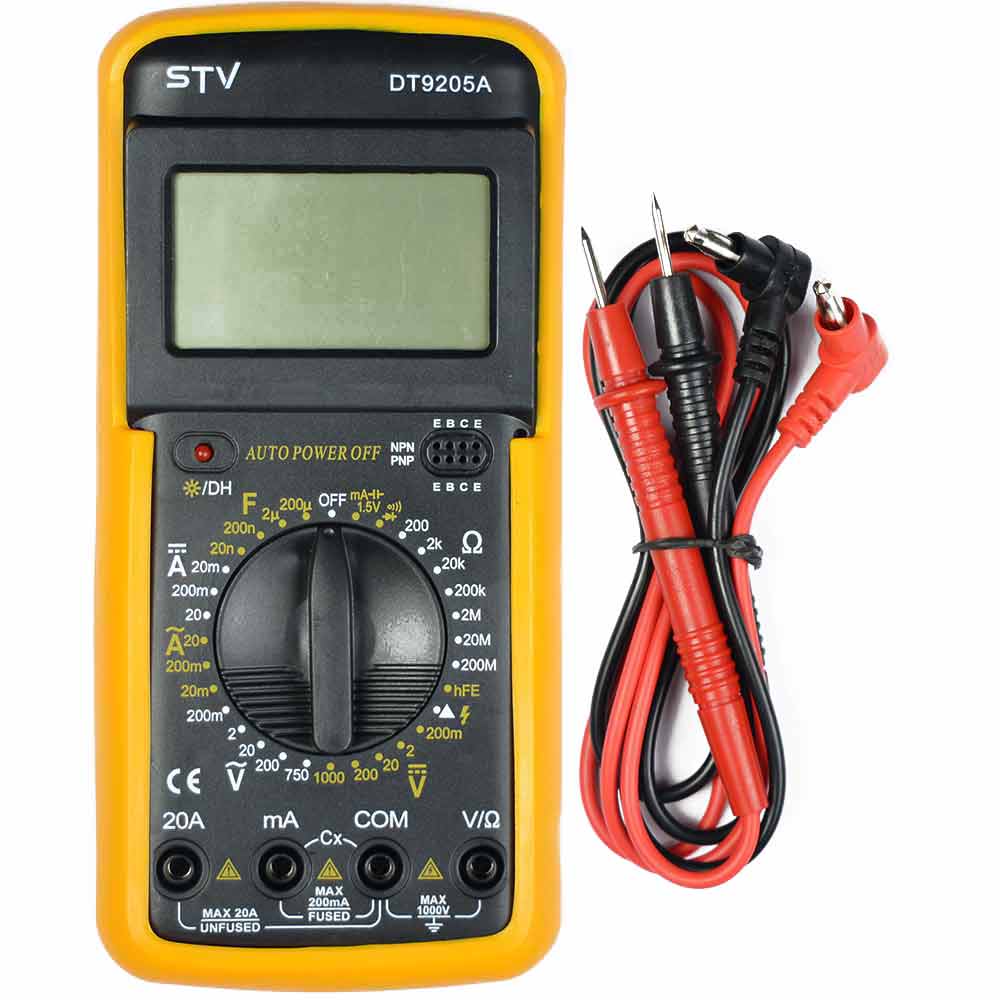 STV DT9205A
E B C E
AUTO POWER OFF NPN
PNP
E B C E
/DH
F 2µ 200µ OFF mA 1.5V
200n 200
20n 2k Ω
A 20m 20k
200m 200k
20 2M
A 20 20M
200m 200M
20m hFE
200m 200m
2 2
20 20
V 200 750 1000 200 V
CE
20A mA COM V/Ω
Cx
MAX 20A
UNFUSED
MAX
200mA
FUSED
MAX
1000V